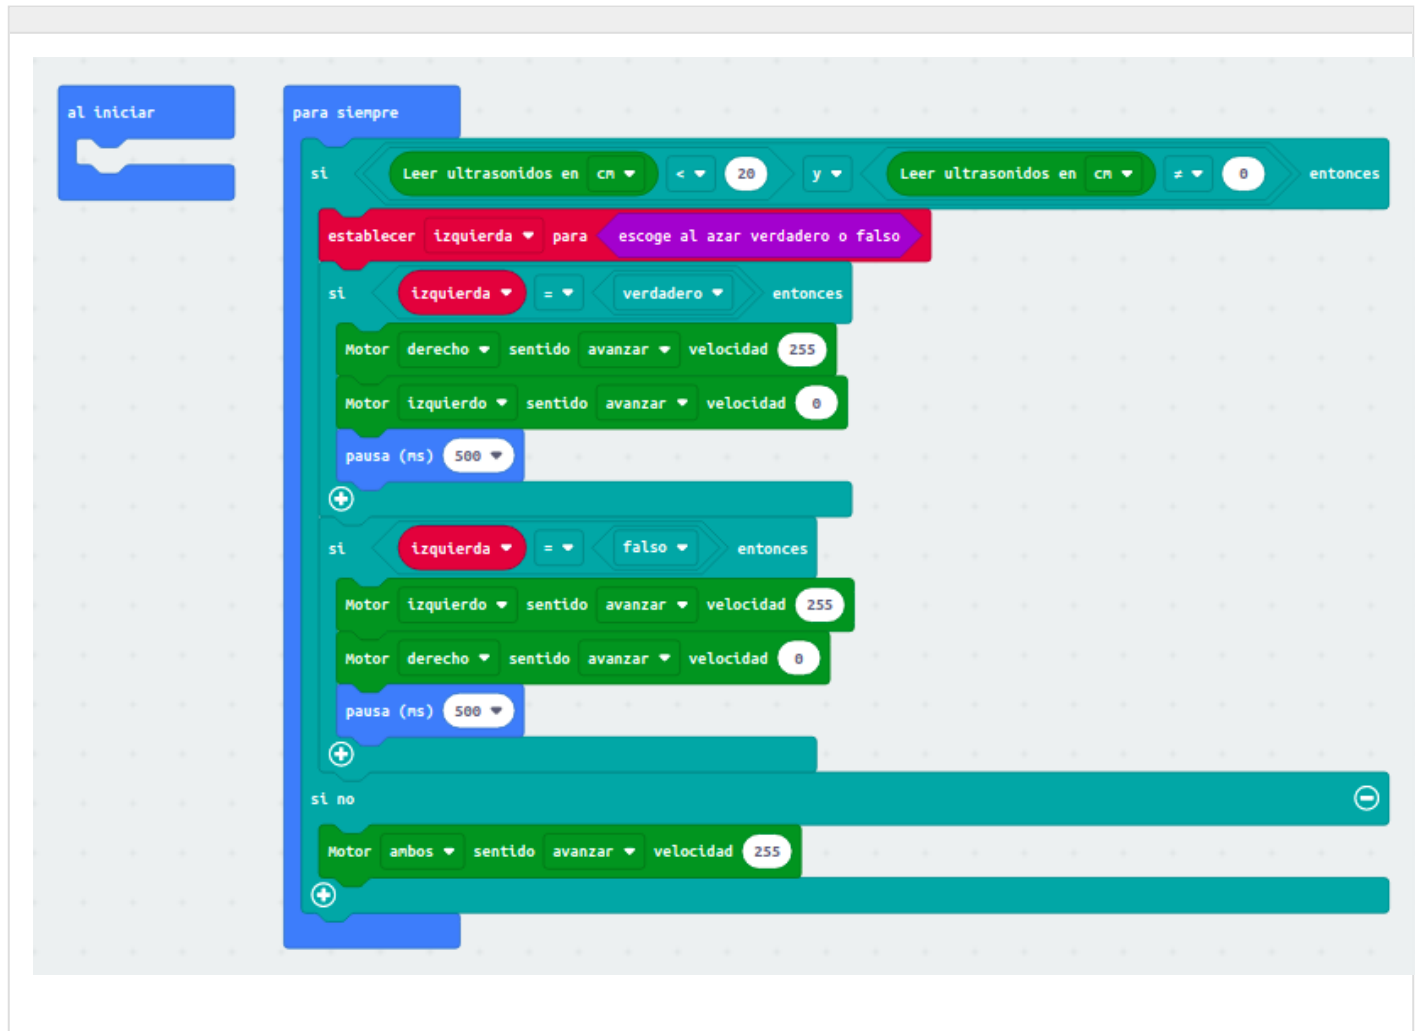 al iniciar
para siempre
si Leer ultrasonidos en cm < 20 y Leer ultrasonidos en cm ≠ 0 entonces
establecer izquierda para escoge al azar verdadero o falso
si izquierda = verdadero entonces
Motor derecho sentido avanzar velocidad 255
Motor izquierdo sentido avanzar velocidad 0
pausa (ms) 500
si izquierda = falso entonces
Motor izquierdo sentido avanzar velocidad 255
Motor derecho sentido avanzar velocidad 0
pausa (ms) 500
si no
Motor ambos sentido avanzar velocidad 255